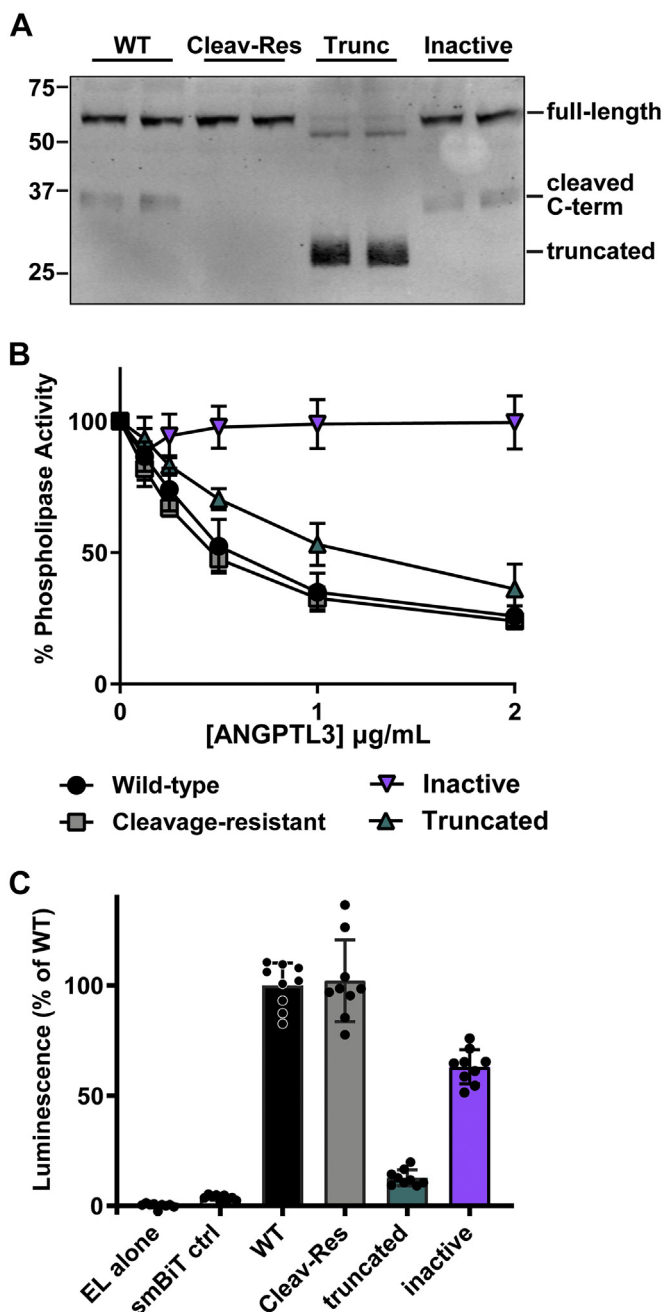 A
WT Cleav-Res Trunc Inactive
75
50
37
25
full-length
cleaved
C-term
truncated
B
% Phospholipase Activity
100
50
0
0 1 2
[ANGPTL3] µg/mL
Wild-type Inactive
Cleavage-resistant Truncated
C
Luminescence (% of WT)
100
50
0
EL alone
smBiT ctrl
WT
Cleav-Res
truncated
inactive